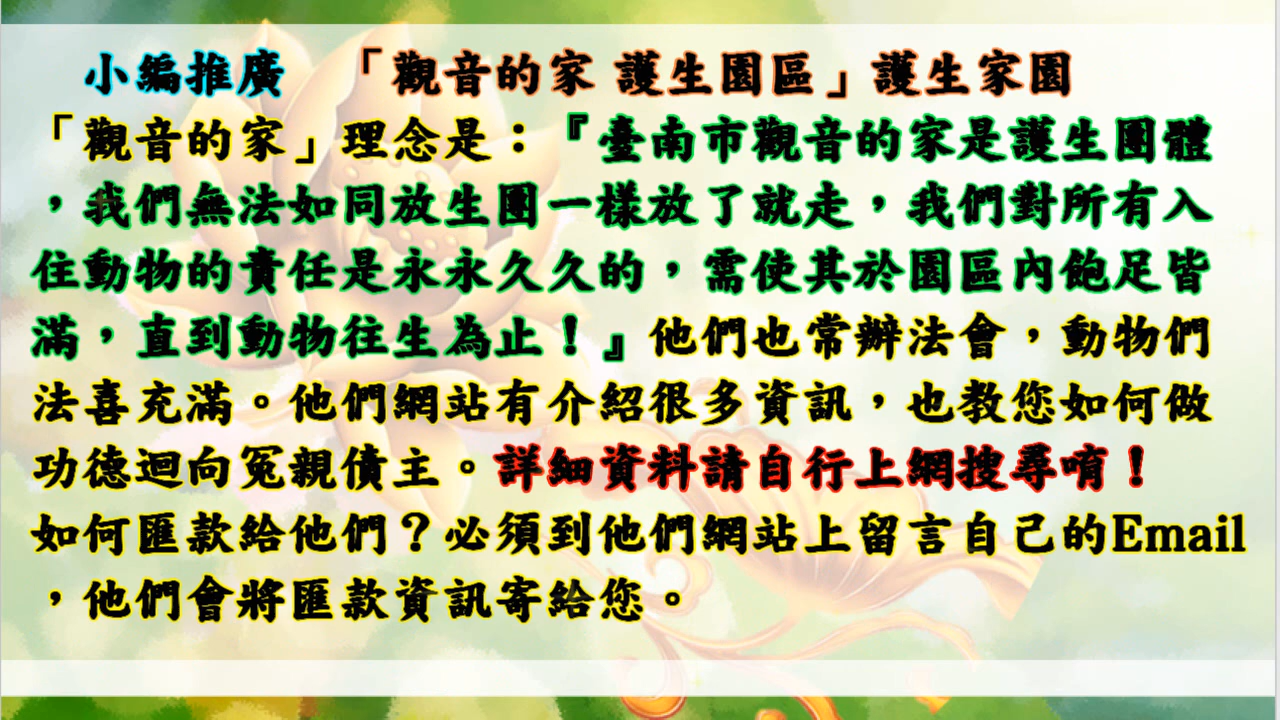 小編推廣 「觀音的家 護生園區」護生家園
「觀音的家」理念是：『臺南市觀音的家是護生團體
，我們無法如同放生團一樣放了就走，我們對所有入
住動物的責任是永永久久的，需使其於園區內飽足皆
滿，直到動物往生為止！』他們也常辦法會，動物們
法喜充滿。他們網站有介紹很多資訊，也教您如何做
功德迴向冤親債主。詳細資料請自行上網搜尋唷！
如何匯款給他們？必須到他們網站上留言自己的Email
，他們會將匯款資訊寄給您。